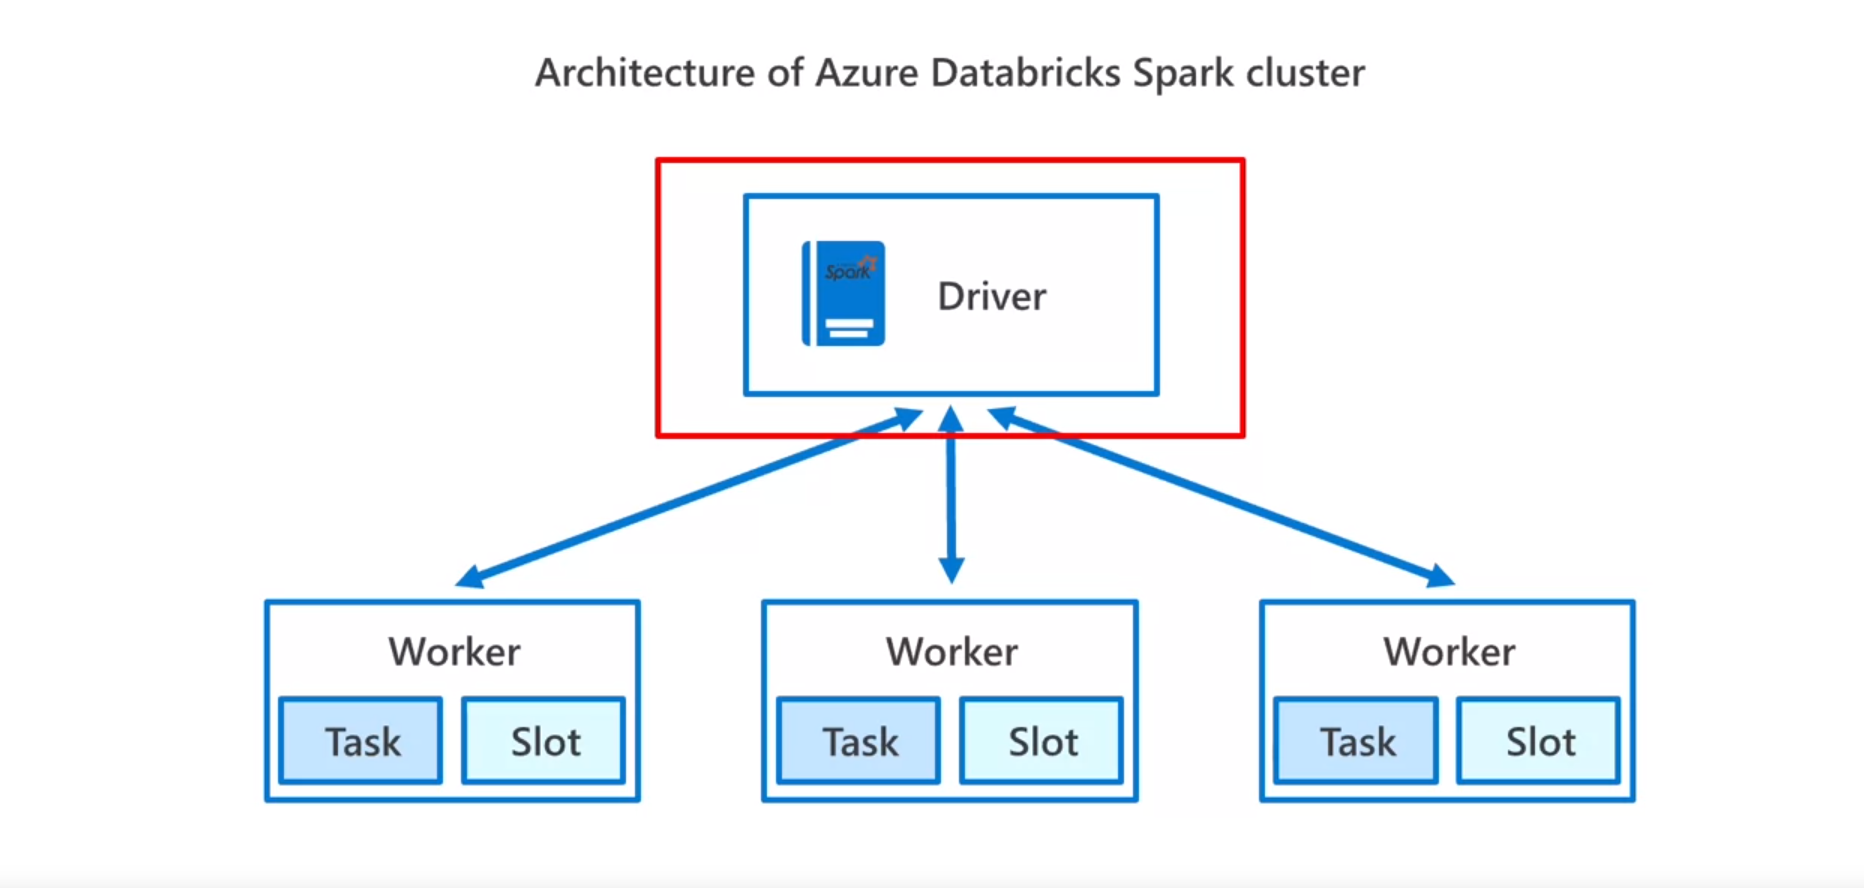 Architecture of Azure Databricks Spark cluster
Spark
Driver
Worker
Worker
Worker
Task
Slot
Task
Slot
Task
Slot